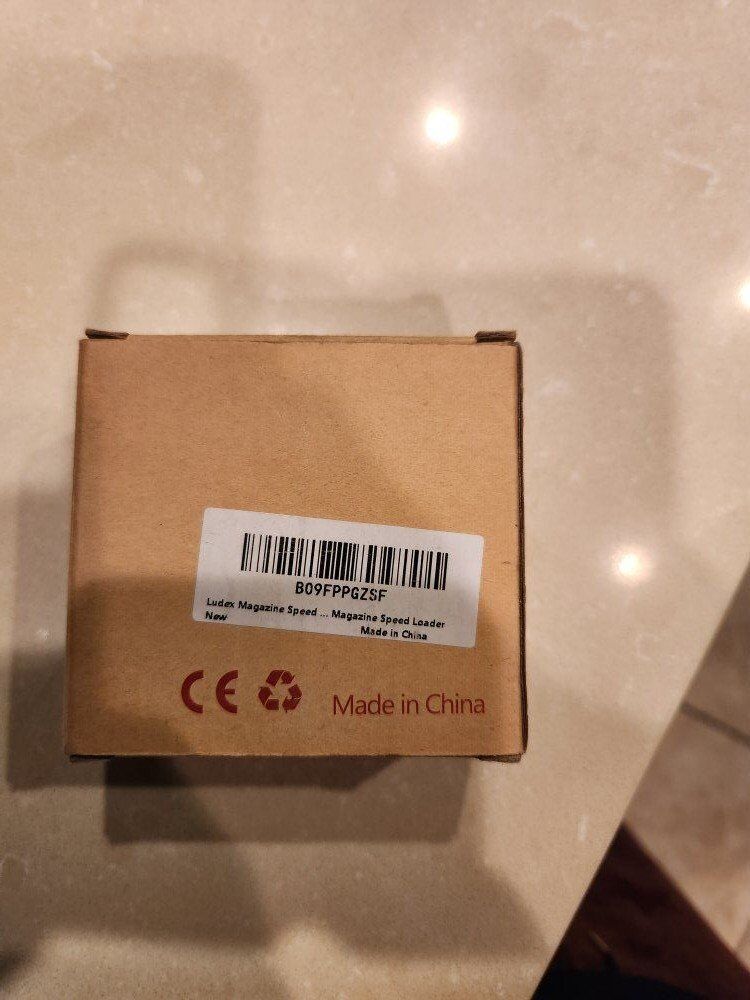 B09FPPGZSF
Ludex Magazine Speed ... Magazine Speed Loader
New
Made in China
CE Made in China